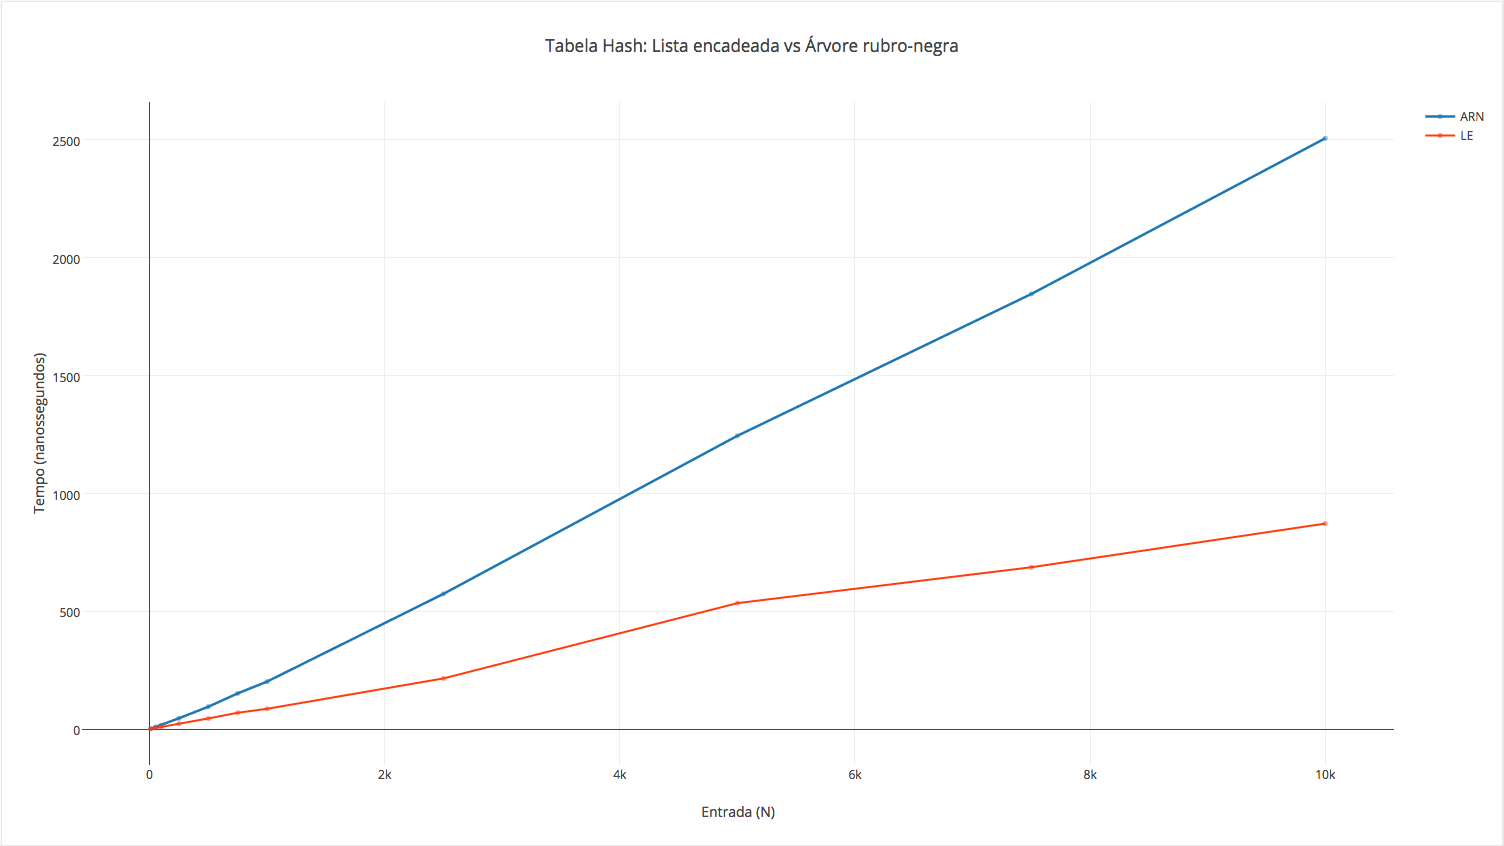 Tabela Hash: Lista encadeada vs Árvore rubro-negra
ARN
LE
Tempo (nanossegundos)
2500
2000
1500
1000
500
0
0 2k 4k 6k 8k 10k
Entrada (N)